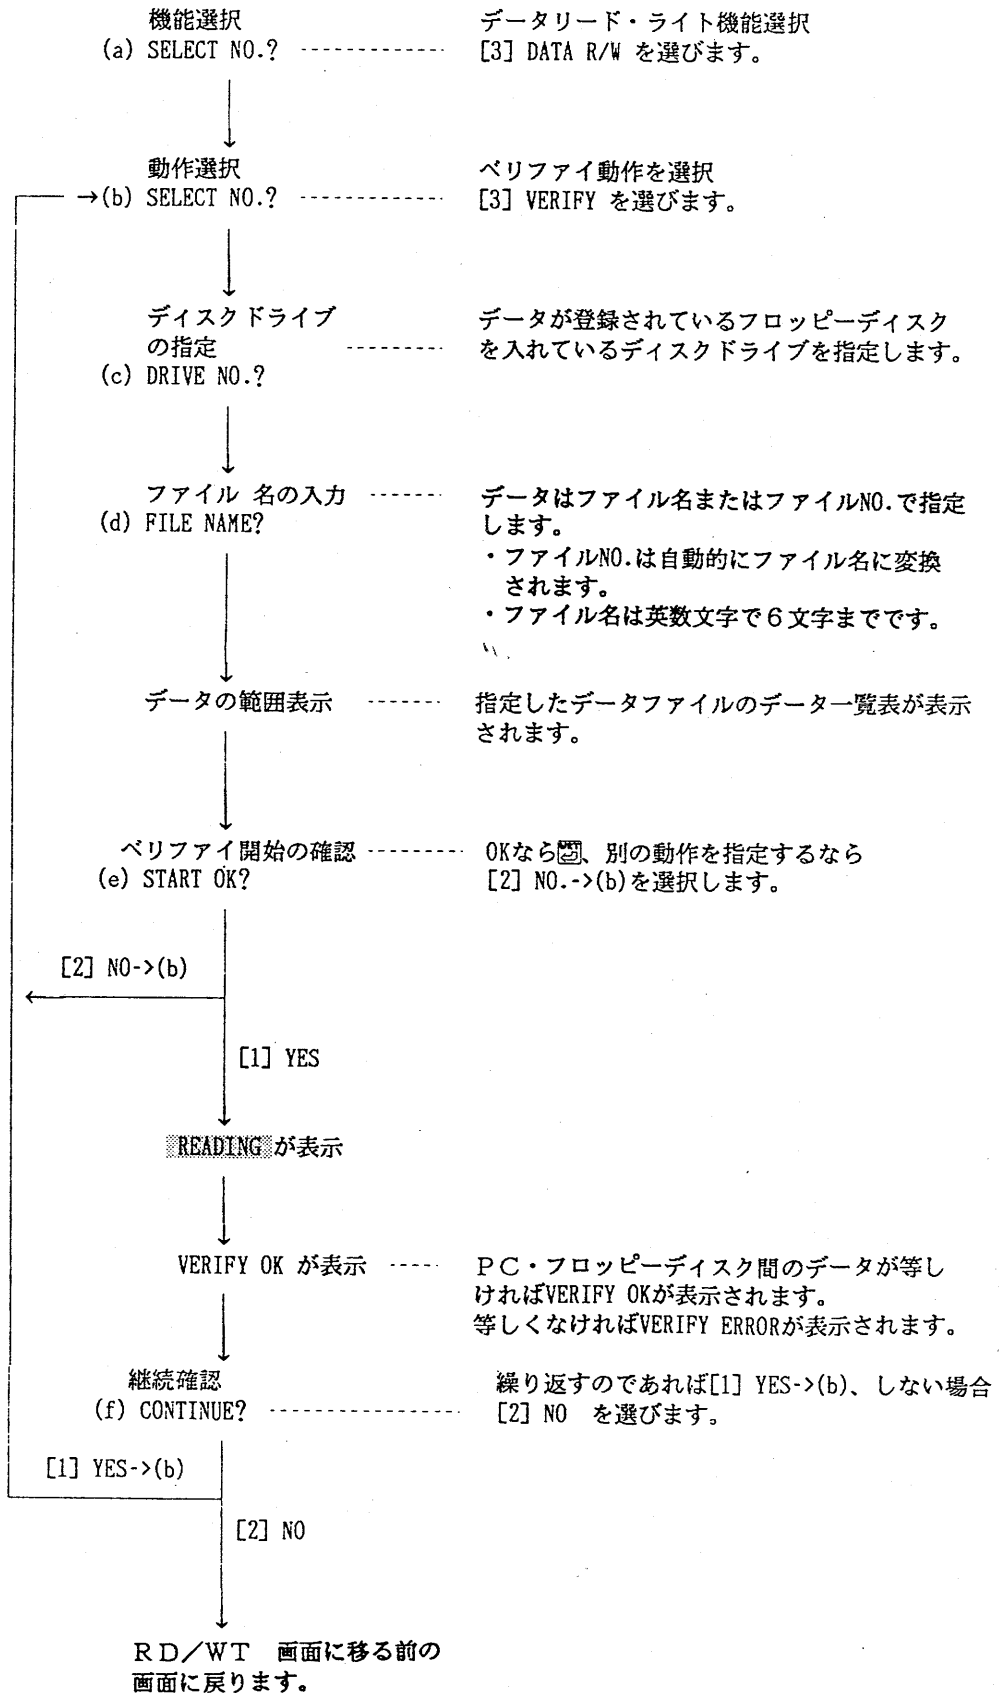 機能選択
(a) SELECT NO.?
データリード・ライト機能選択
[3] DATA R/W を選びます。
動作選択
→(b) SELECT NO.?
ベリファイ動作を選択
[3] VERIFY を選びます。
ディスクドライブ
の指定
(c) DRIVE NO.?
データが登録されているフロッピーディスク
を入れているディスクドライブを指定します。
ファイル 名の入力
(d) FILE NAME?
データはファイル名またはファイルNO.で指定
します。
・ファイルNO.は自動的にファイル名に変換
されます。
・ファイル名は英数文字で6文字までです。
データの範囲表示
指定したデータファイルのデータ一覧表が表示
されます。
ベリファイ開始の確認
(e) START OK?
OKなら、別の動作を指定するなら
[2] NO.->(b)を選択します。
[2] NO->(b)
[1] YES
READING が表示
VERIFY OK が表示
PC・フロッピーディスク間のデータが等し
ければVERIFY OKが表示されます。
等しくなければVERIFY ERRORが表示されます。
継続確認
(f) CONTINUE?
繰り返すのであれば[1] YES->(b)、しない場合
[2] NO を選びます。
[1] YES->(b)
[2] NO
RD/WT 画面に移る前の
画面に戻ります。